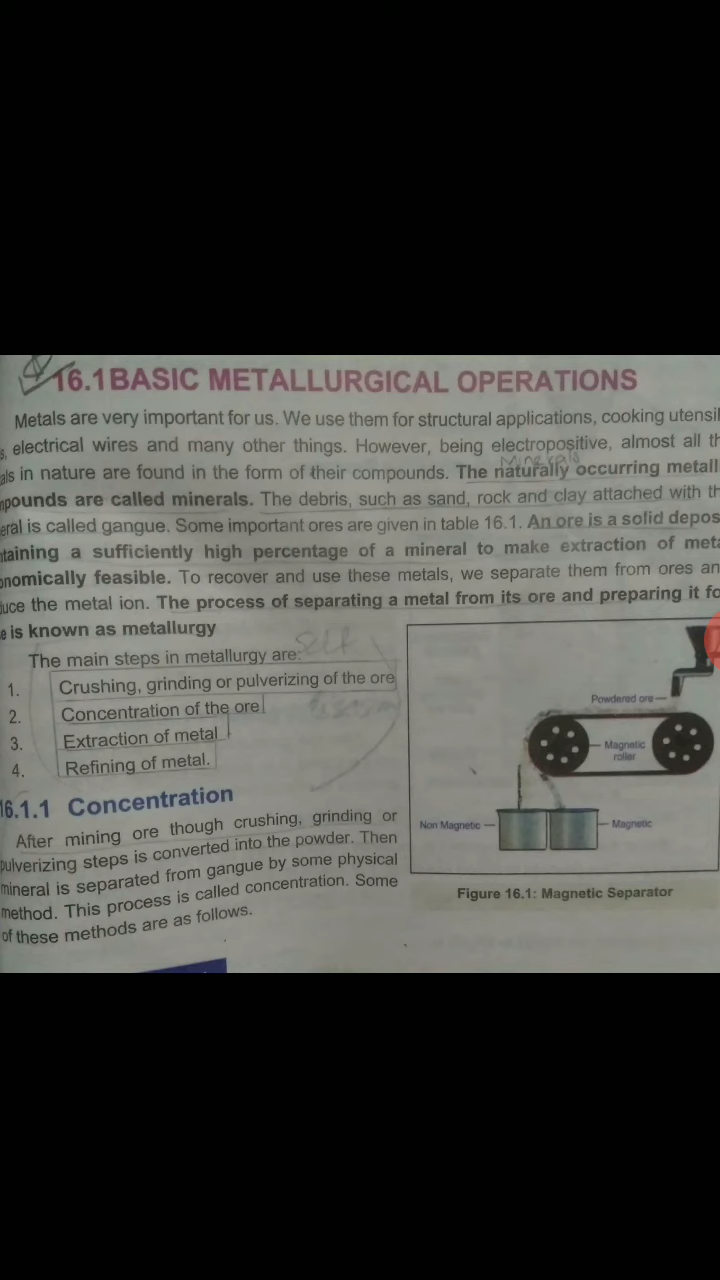 16.1 BASIC METALLURGICAL OPERATIONS
Metals are very important for us. We use them for structural applications, cooking utensil
s, electrical wires and many other things. However, being electropositive, almost all th
als in nature are found in the form of their compounds. The naturally occurring metall
Minerals
mpounds are called minerals. The debris, such as sand, rock and clay attached with th
eral is called gangue. Some important ores are given in table 16.1. An ore is a solid depos
ntaining a sufficiently high percentage of a mineral to make extraction of meta
onomically feasible. To recover and use these metals, we separate them from ores an
duce the metal ion. The process of separating a metal from its ore and preparing it fo
e is known as metallurgy
The main steps in metallurgy are:
1. Crushing, grinding or pulverizing of the ore
2. Concentration of the ore
3. Extraction of metal
4. Refining of metal.
16.1.1 Concentration
After mining ore though crushing, grinding or
pulverizing steps is converted into the powder. Then
mineral is separated from gangue by some physical
method. This process is called concentration. Some
of these methods are as follows.
Powdered ore
Magnetic
roller
Non Magnetic
Magnetic
Figure 16.1: Magnetic Separator